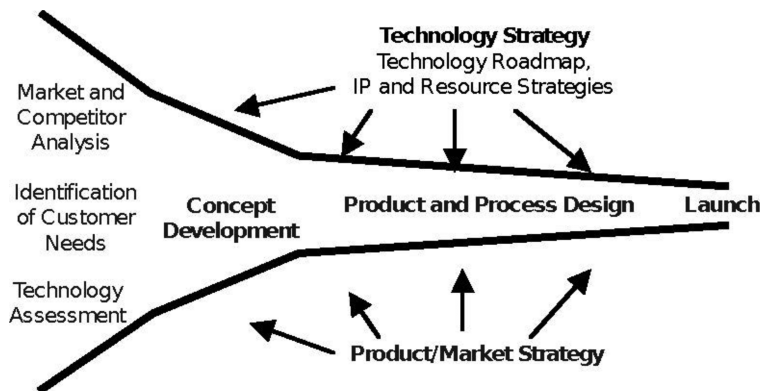 Technology Strategy
Technology Roadmap,
IP and Resource Strategies
Market and
Competitor
Analysis
Identification
of Customer
Needs
Technology
Assessment
Concept
Development
Product and Process Design
Launch
Product/Market Strategy